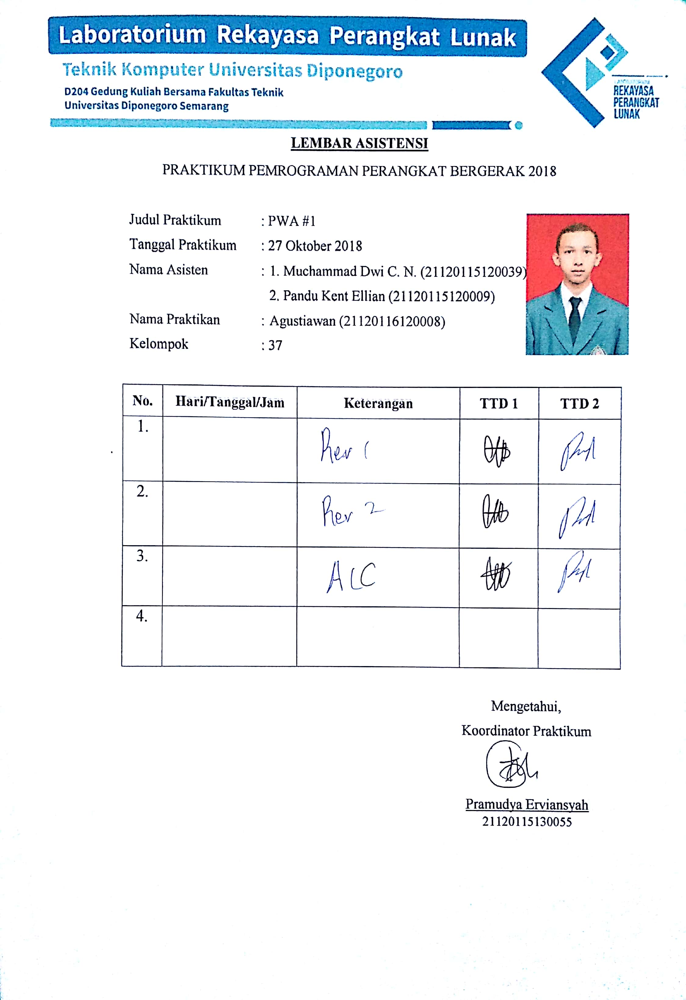 Laboratorium Rekayasa Perangkat Lunak
Teknik Komputer Universitas Diponegoro
D204 Gedung Kuliah Bersama Fakultas Teknik
Universitas Diponegoro Semarang
LABORATORIUM
REKAYASA
PERANGKAT
LUNAK
LEMBAR ASISTENSI
PRAKTIKUM PEMROGRAMAN PERANGKAT BERGERAK 2018
Judul Praktikum : PWA #1
Tanggal Praktikum : 27 Oktober 2018
Nama Asisten : 1. Muchammad Dwi C. N. (21120115120039)
2. Pandu Kent Ellian (21120115120009)
Nama Praktikan : Agustiawan (21120116120008)
Kelompok : 37
No. Hari/Tanggal/Jam Keterangan TTD 1 TTD 2
1. Rev 1
2. Rev 2
3.
4.
Mengetahui,
Koordinator Praktikum
Pramudya Erviansyah
21120115130055